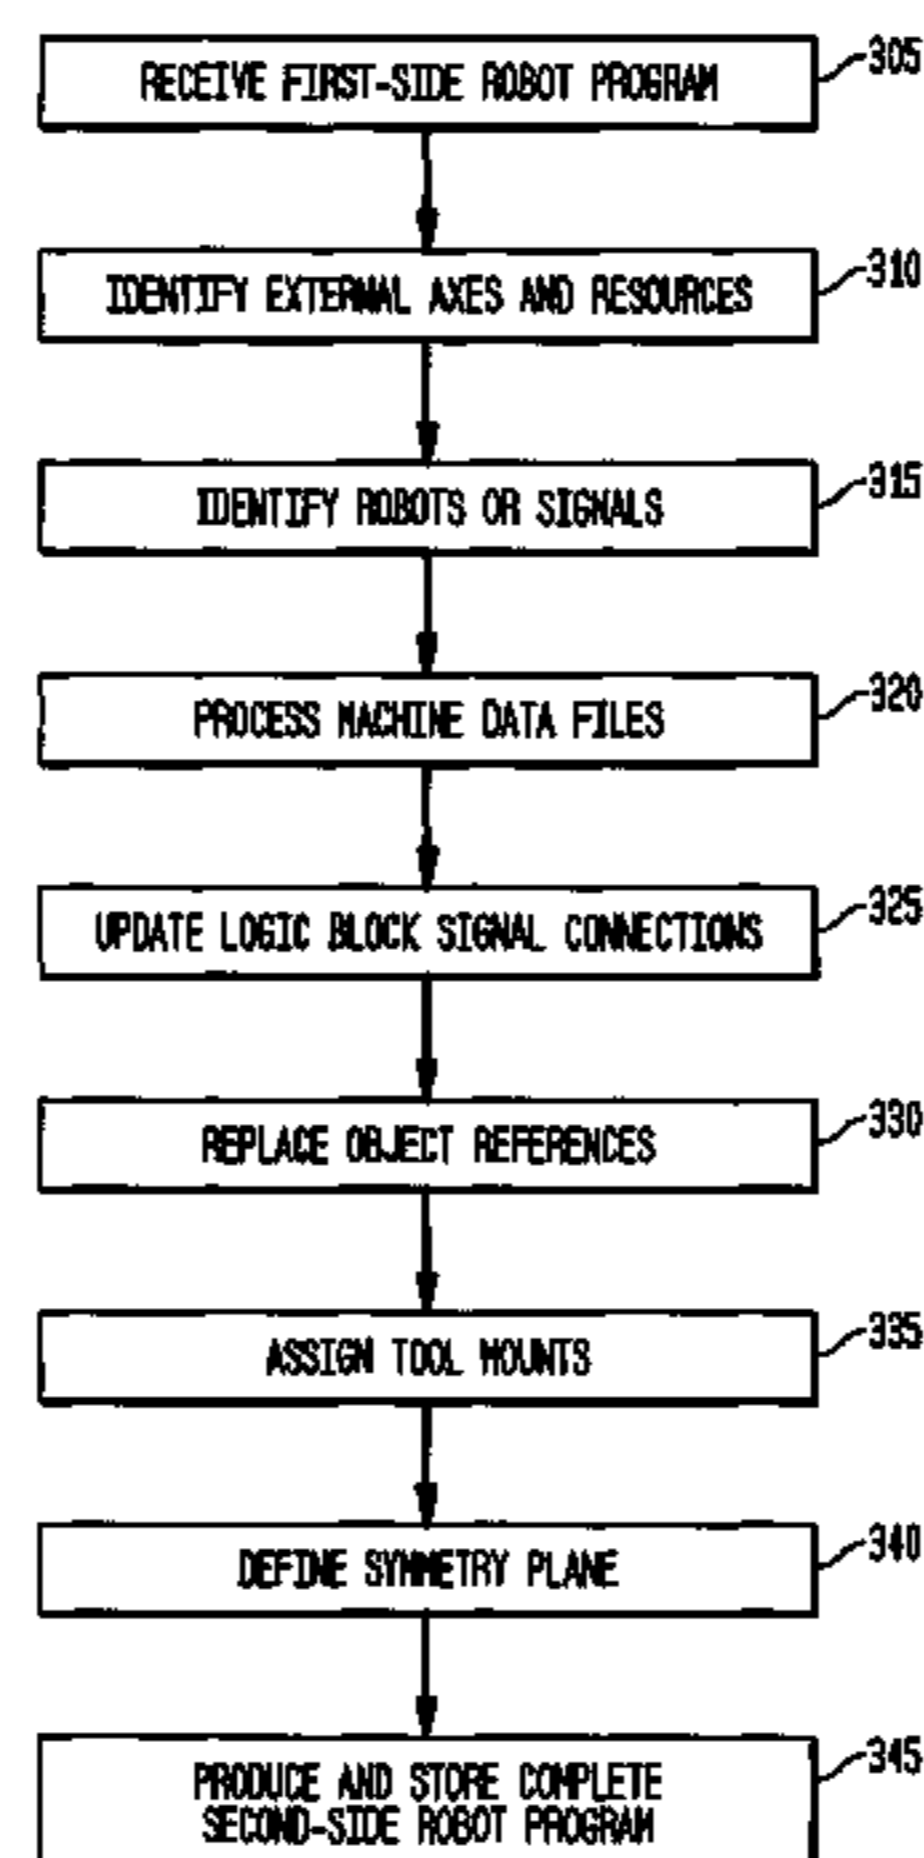 RECEIVE FIRST-SIDE ROBOT PROGRAM
305
IDENTIFY EXTERNAL AXES AND RESOURCES
310
IDENTIFY ROBOTS OR SIGNALS
315
PROCESS MACHINE DATA FILES
320
UPDATE LOGIC BLOCK SIGNAL CONNECTIONS
325
REPLACE OBJECT REFERENCES
330
ASSIGN TOOL MOUNTS
335
DEFINE SYMMETRY PLANE
340
PRODUCE AND STORE COMPLETE
SECOND-SIDE ROBOT PROGRAM
345